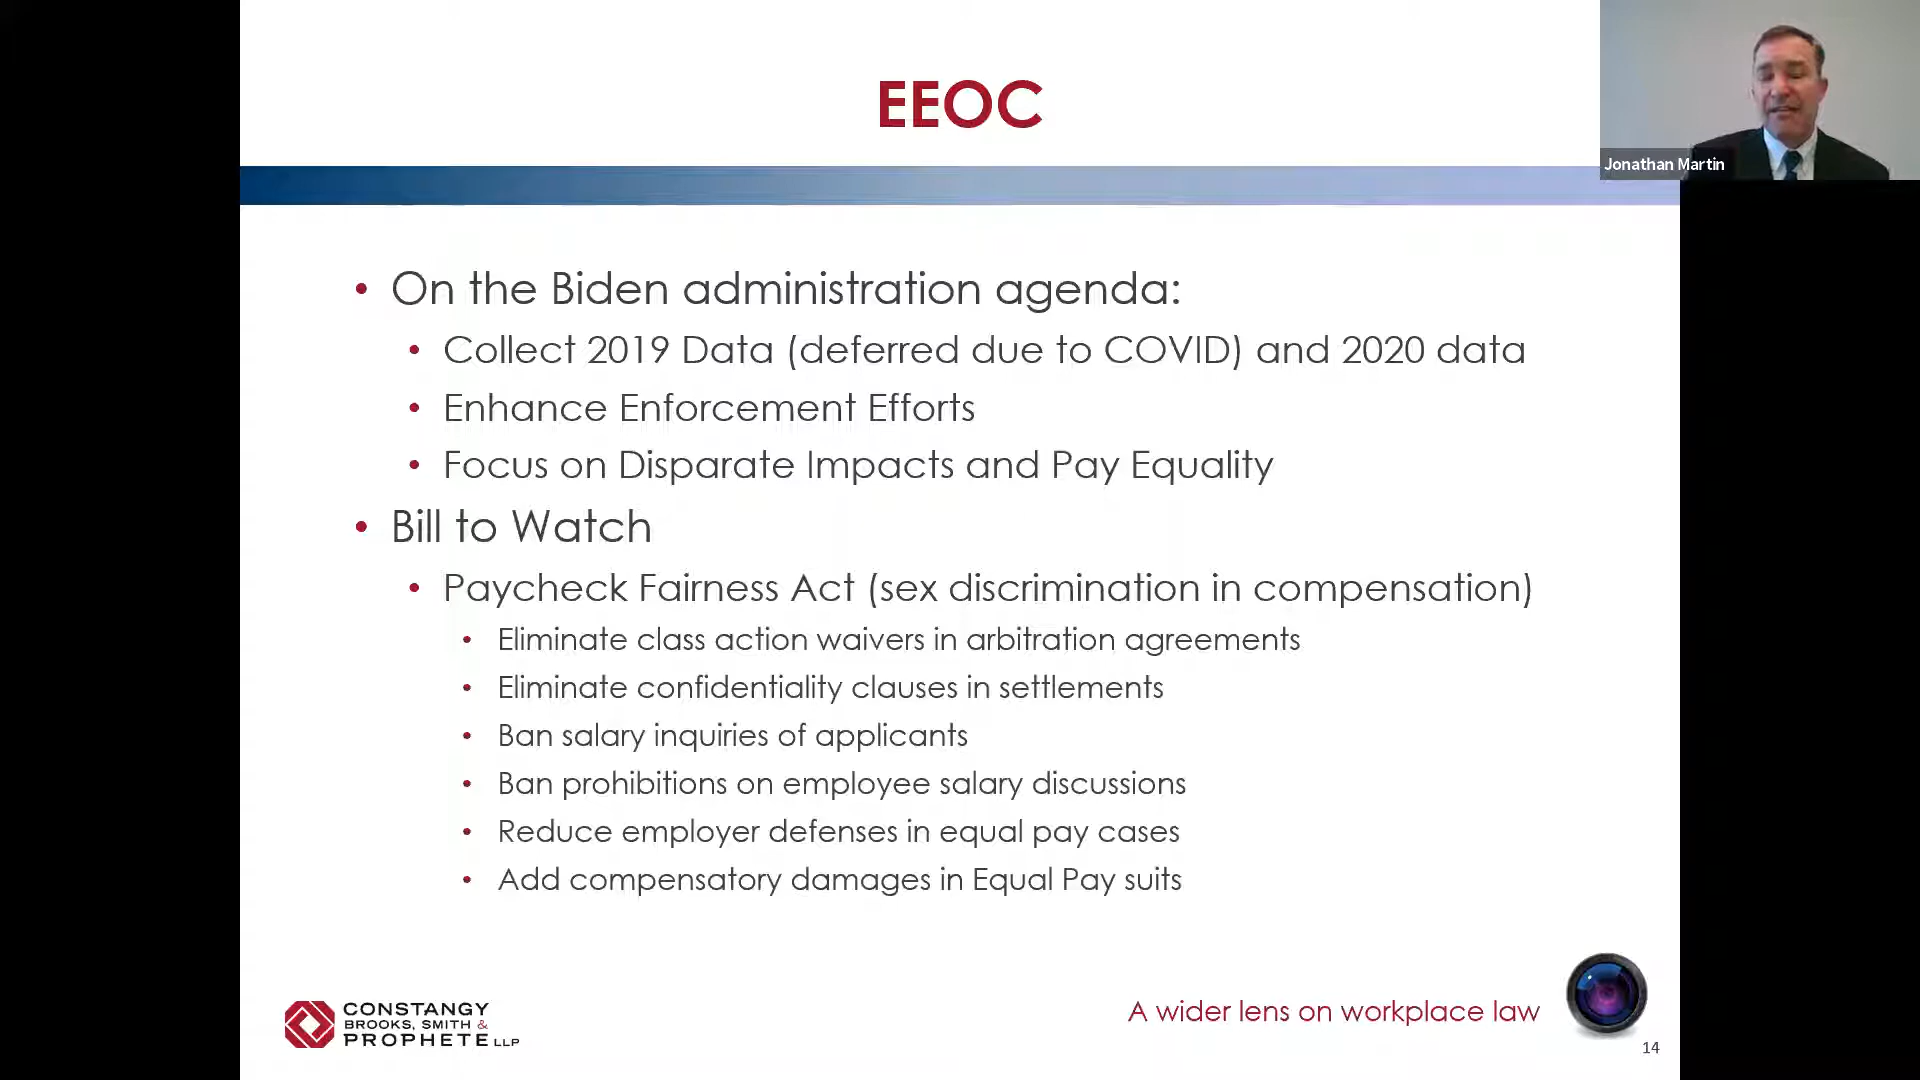 EEOC
Jonathan Martin
• On the Biden administration agenda:
• Collect 2019 Data (deferred due to COVID) and 2020 data
• Enhance Enforcement Efforts
• Focus on Disparate Impacts and Pay Equality
• Bill to Watch
• Paycheck Fairness Act (sex discrimination in compensation)
• Eliminate class action waivers in arbitration agreements
• Eliminate confidentiality clauses in settlements
• Ban salary inquiries of applicants
• Ban prohibitions on employee salary discussions
• Reduce employer defenses in equal pay cases
• Add compensatory damages in Equal Pay suits
CONSTANGY
BROOKS, SMITH &
PROPHETE LLP
A wider lens on workplace law
14